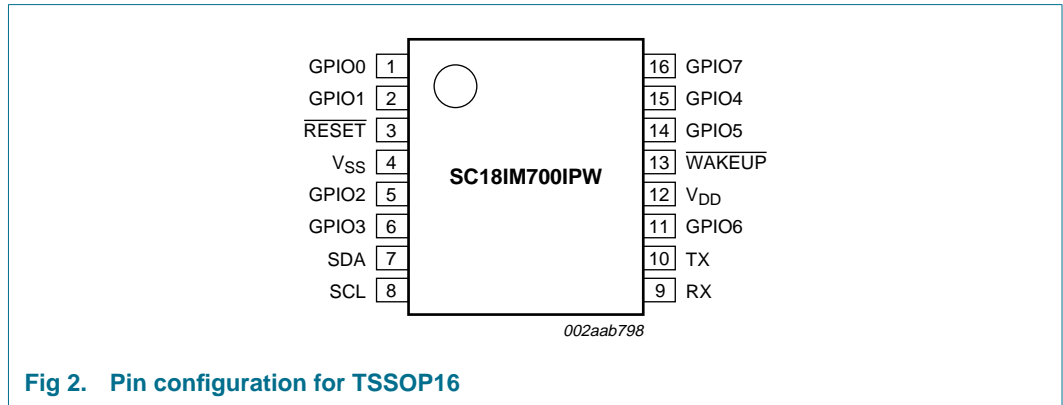 GPIO0 1
GPIO1 2
RESET 3
VSS 4
GPIO2 5
GPIO3 6
SDA 7
SCL 8
SC18IM700IPW
16 GPIO7
15 GPIO4
14 GPIO5
13 WAKEUP
12 VDD
11 GPIO6
10 TX
9 RX
002aab798
Fig 2. Pin configuration for TSSOP16